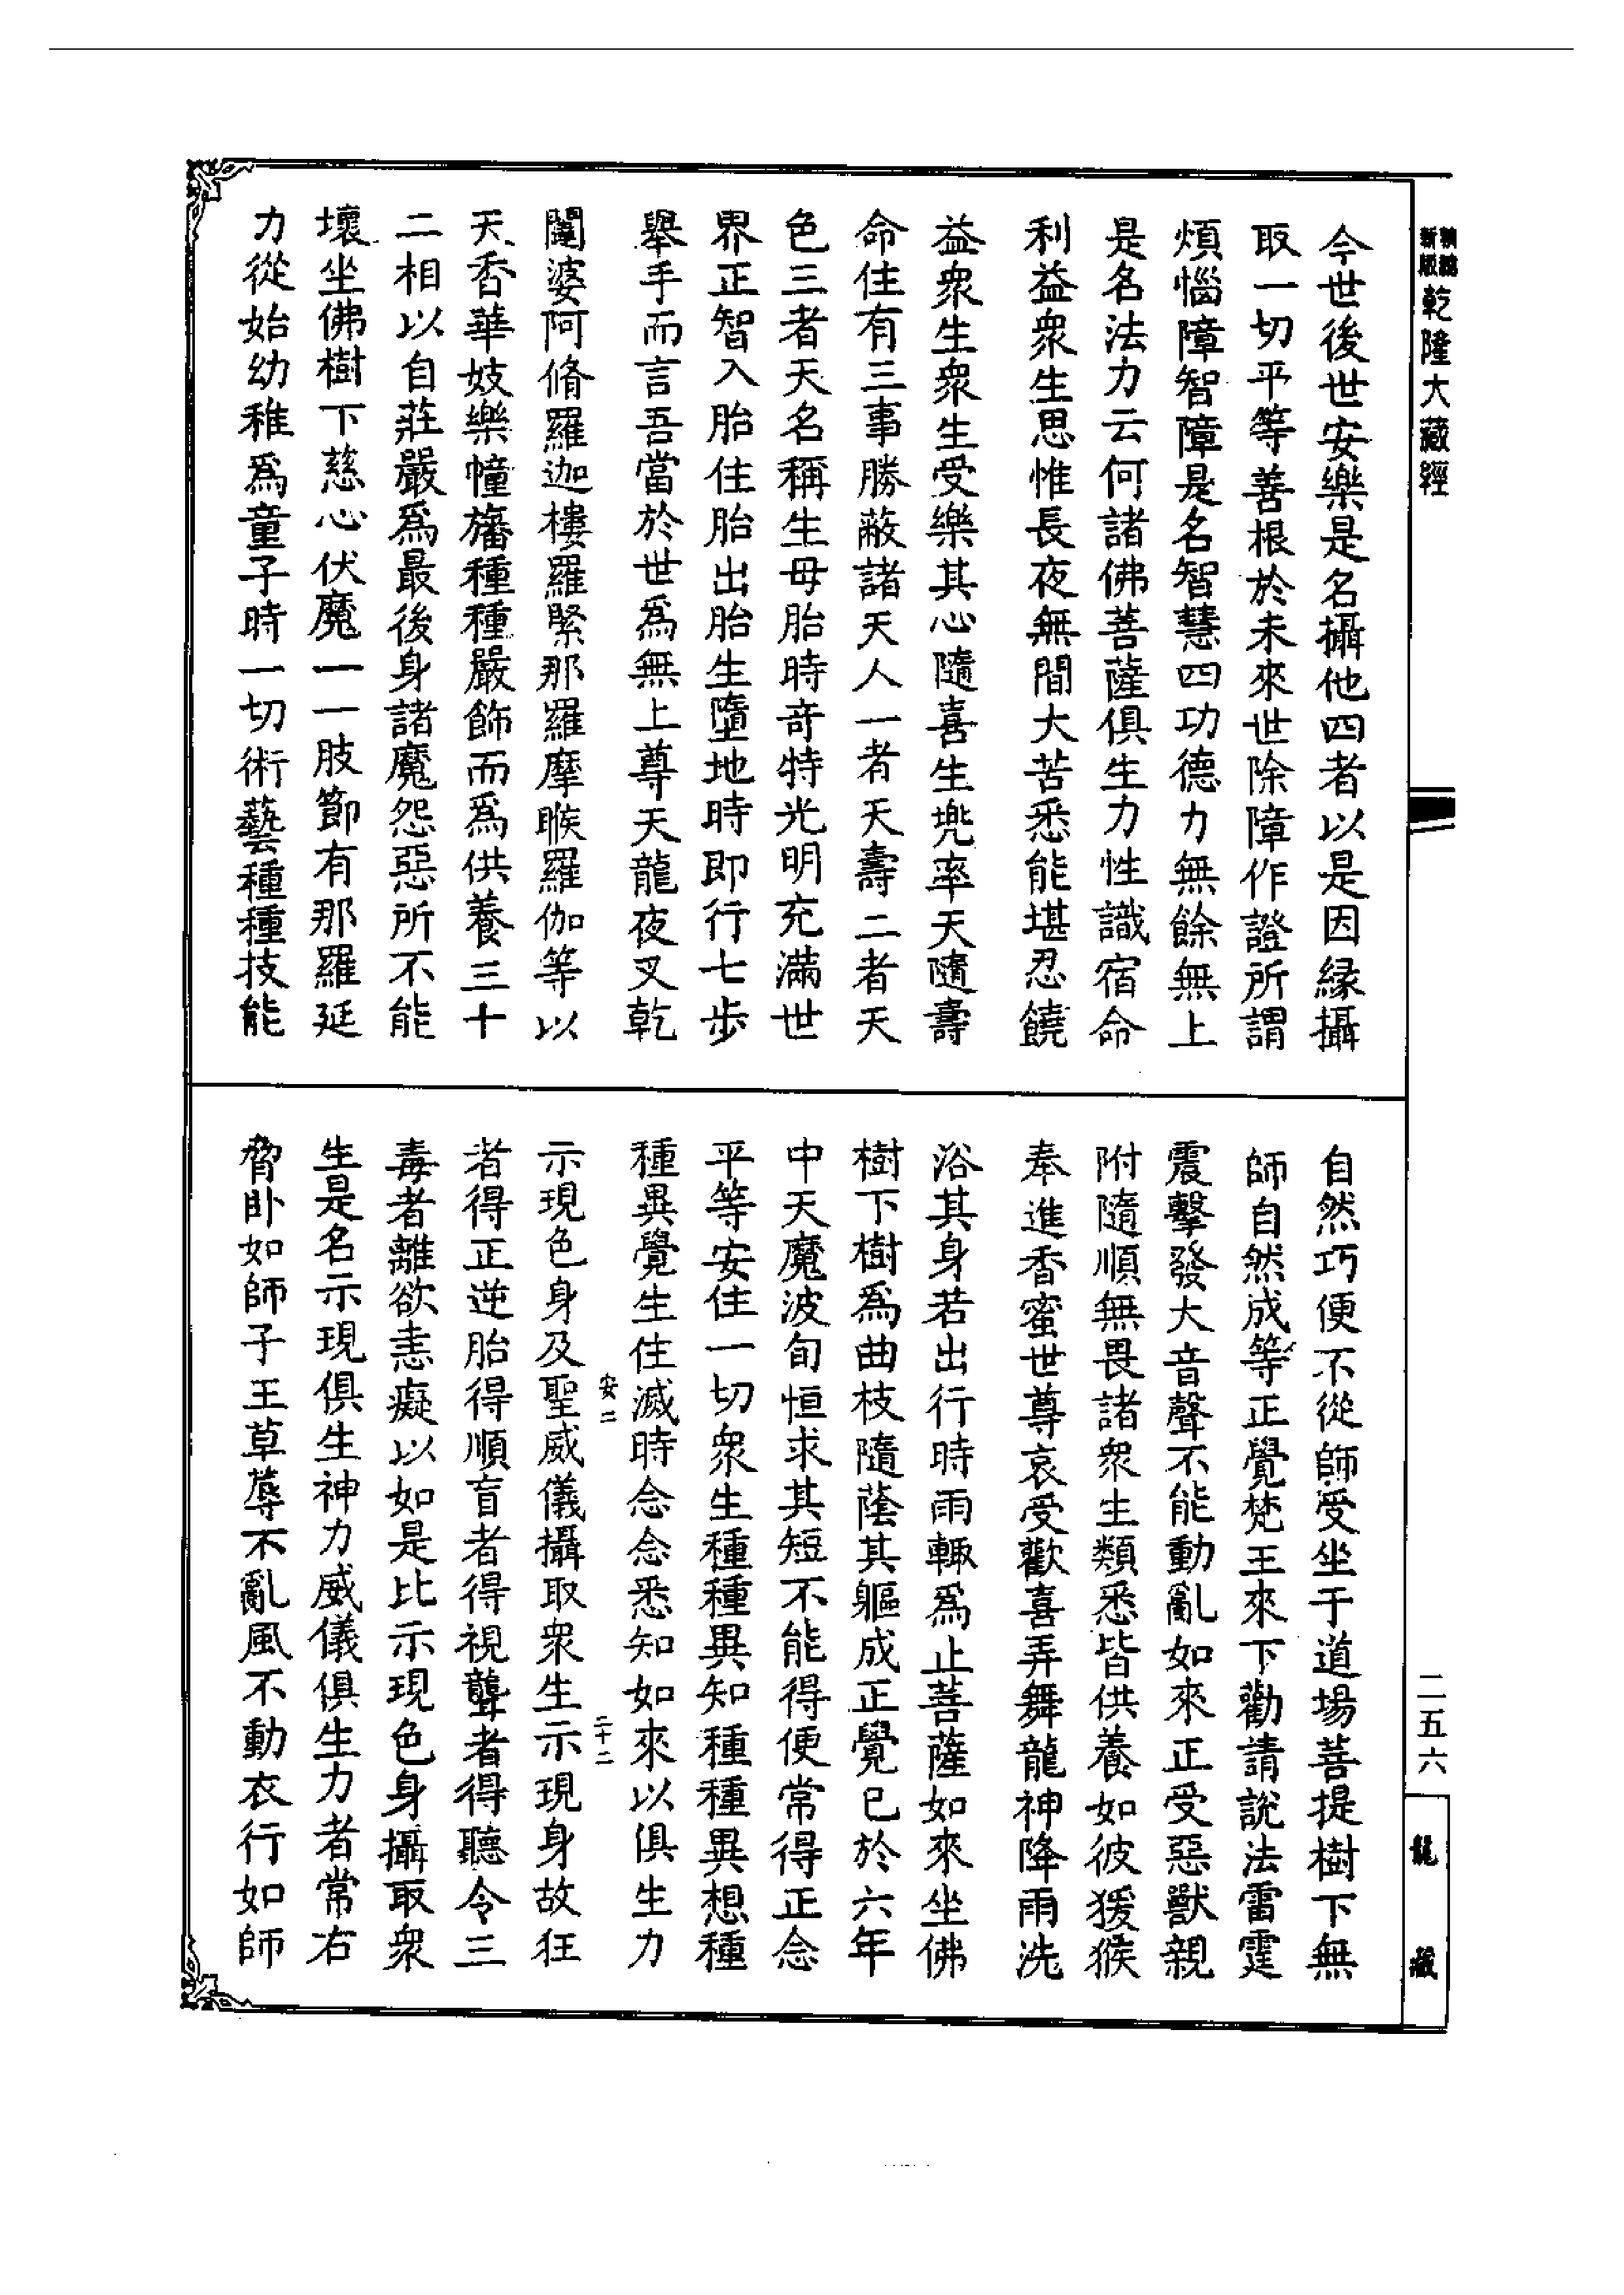 新版
乾隆大藏經
今世後世安樂是名攝他四者以是因縁攝
取一切平等善根於未來世除障作證所謂
煩惱障智障是名智慧四功德力無餘無上
是名法力云何諸佛菩薩俱生力性識宿命
利益衆生思惟長夜無間大苦悉能堪忍饒
益衆生衆生受樂其心隨喜生兜率天隨壽
命住有三事勝蔽諸天人一者天壽二者天
色三者天名稱生母胎時奇特光明充滿世
界正智入胎住胎出胎生墮地時即行七步
舉手而言吾當於世爲無上尊天龍夜叉乾
闥婆阿脩羅迦樓羅緊那羅摩睺羅伽等以
天香華妓樂幢旛種種嚴飾而爲供養三十
二相以自莊嚴爲最後身諸魔怨惡所不能
壞坐佛樹下慈心伏魔一一肢節有那羅延
力從始幼稚爲童子時一切術藝種種技能
自然巧便不從師受坐于道場菩提樹下無
師自然成等正覺梵王來下勸請說法雷霆
震擊發大音聲不能動亂如來正受惡獸親
附隨順無畏諸衆生類悉皆供養如彼猨猴
奉進香蜜世尊哀受歡喜弄舞龍神降雨洗
浴其身若出行時雨輙爲止菩薩如來坐佛
樹下樹爲曲枝隨蔭其軀成正覺已於六年
中天魔波旬恒求其短不能得便常得正念
平等安住一切衆生種種異知種種異想種
種異覺生住滅時念念悉知如來以俱生力
安二
二十二
示現色身及聖威儀攝取衆生示現身故狂
者得正逆胎得順盲者得視聾者得聽令三
毒者離欲恚癡以如是比示現色身攝取衆
生是名示現俱生神力威儀俱生力者常右
脅卧如師子王草蓐不亂風不動衣行如師
二五六
龍藏